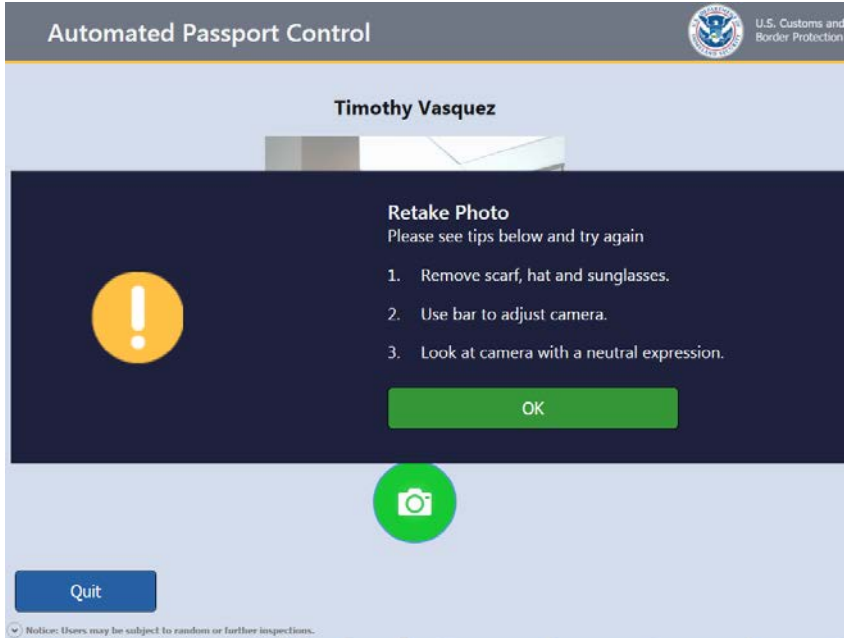 Automated Passport Control
U.S. Customs and
Border Protection
Timothy Vasquez
Retake Photo
Please see tips below and try again
1. Remove scarf, hat and sunglasses.
2. Use bar to adjust camera.
3. Look at camera with a neutral expression.
OK
Quit
Notice: Users may be subject to random or further inspections.